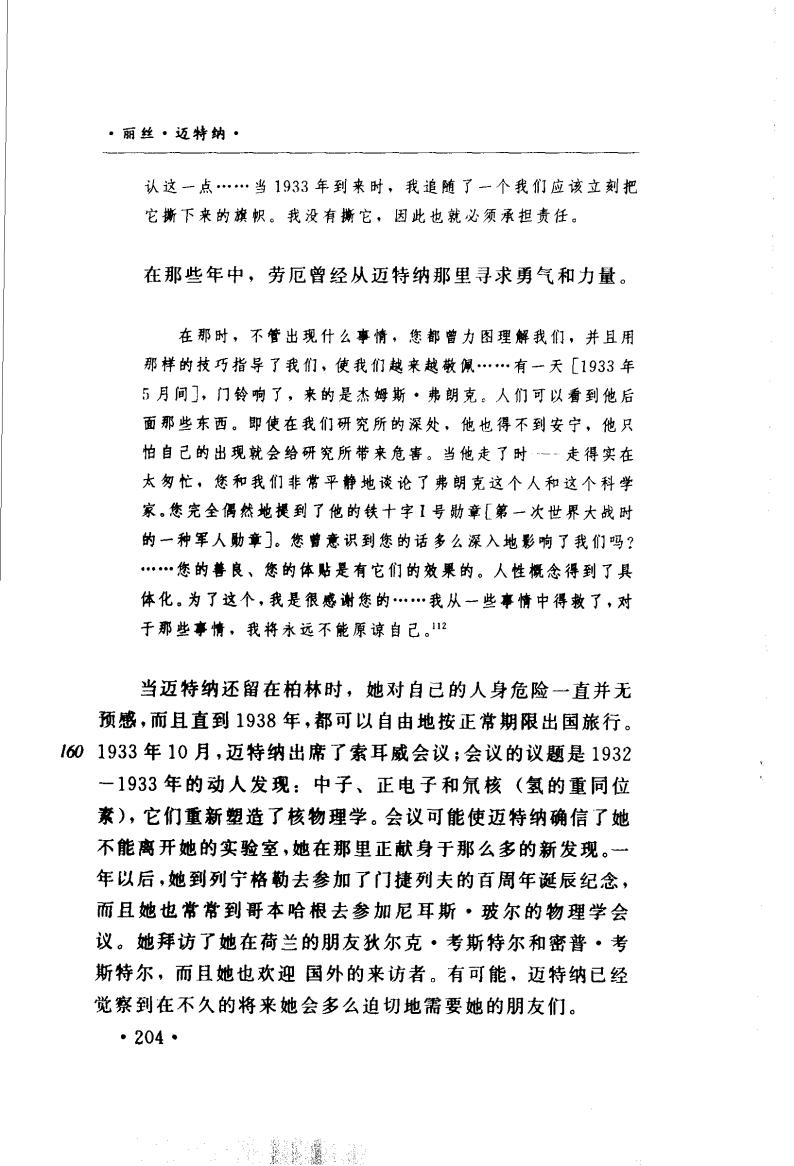 ·丽丝·迈特纳·
认这一点……当 1933 年到来时，我追随了一个我们应该立刻把
它撕下来的旗帜。我没有撕它，因此也就必须承担责任。
在那些年中，劳厄曾经从迈特纳那里寻求勇气和力量。
在那时，不管出现什么事情，您都曾力图理解我们，并且用
那样的技巧指导了我们、使我们越来越敬佩……有一天［1933 年
5 月间］，门铃响了，来的是杰姆斯·弗朗克。人们可以看到他后
面那些东西。即使在我们研究所的深处，他也得不到安宁，他只
怕自己的出现就会给研究所带来危害。当他走了时——走得实在
太匆忙，您和我们非常平静地谈论了弗朗克这个人和这个科学
家。您完全偶然地提到了他的铁十字Ⅰ号勋章［第一次世界大战时
的一种军人勋章］。您曾意识到您的话多么深入地影响了我们吗？
……您的善良、您的体贴是有它们的效果的。人性概念得到了具
体化。为了这个，我是很感谢您的……我从一些事情中得救了，对
于那些事情，我将永远不能原谅自己。112
当迈特纳还留在柏林时，她对自己的人身危险一直并无
预感，而且直到 1938 年，都可以自由地按正常期限出国旅行。
160 1933 年 10 月，迈特纳出席了索耳威会议；会议的议题是 1932
－1933 年的动人发现：中子、正电子和氘核（氢的重同位
素），它们重新塑造了核物理学。会议可能使迈特纳确信了她
不能离开她的实验室，她在那里正献身于那么多的新发现。一
年以后，她到列宁格勒去参加了门捷列夫的百周年诞辰纪念，
而且她也常常到哥本哈根去参加尼耳斯·玻尔的物理学会
议。她拜访了她在荷兰的朋友狄尔克·考斯特尔和密普·考
斯特尔，而且她也欢迎 国外的来访者。有可能，迈特纳已经
觉察到在不久的将来她会多么迫切地需要她的朋友们。
·204·